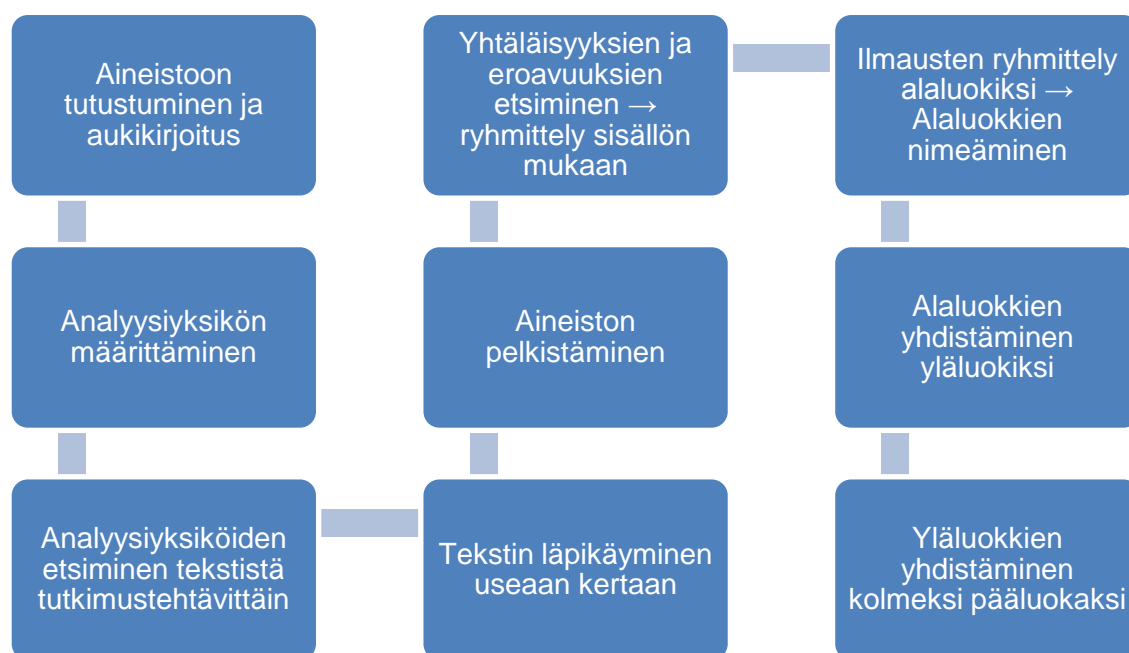 Aineistoon
tutustuminen ja
aukikirjoitus
Analyysiyksikön
määrittäminen
Analyysiyksiköiden
etsiminen tekstistä
tutkimustehtävittäin
Tekstin läpikäyminen
useaan kertaan
Aineiston
pelkistäminen
Yhtäläisyyksien ja
eroavuuksien
etsiminen →
ryhmittely sisällön
mukaan
Ilmausten ryhmittely
alaluokiksi →
Alaluokkien
nimeäminen
Alaluokkien
yhdistäminen
yläluokiksi
Yläluokkien
yhdistäminen
kolmeksi pääluokaksi